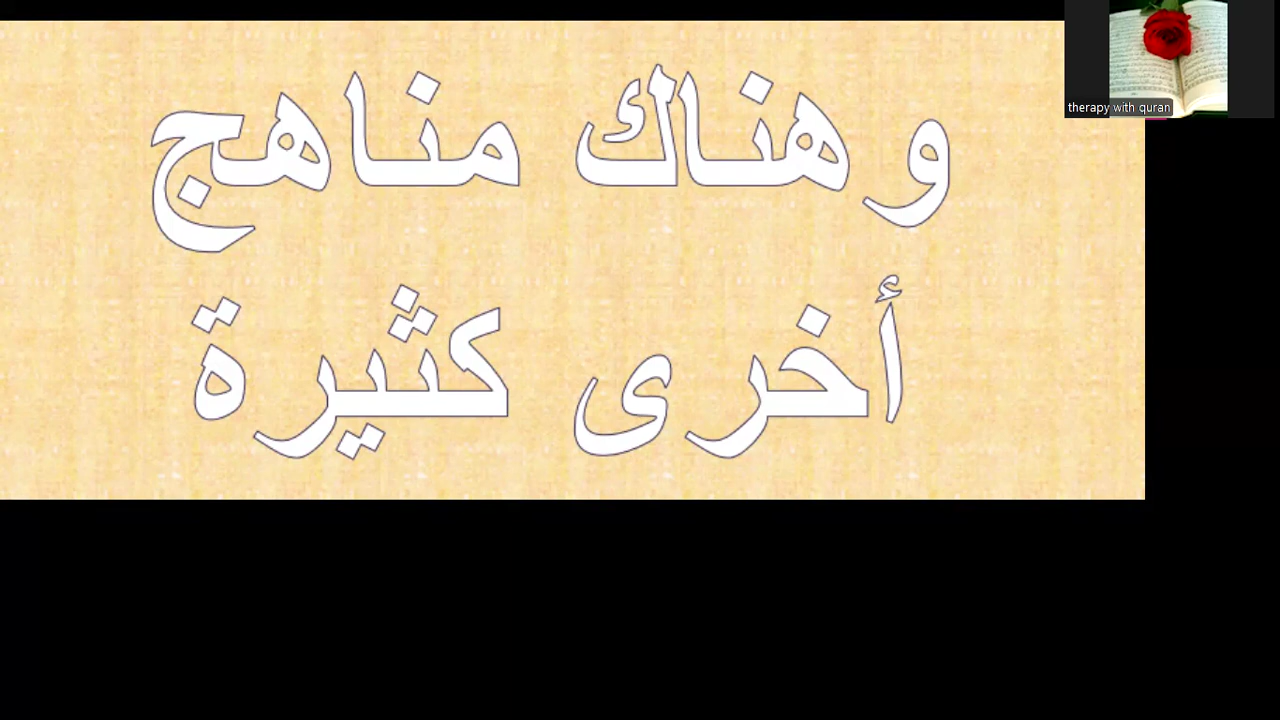 therapy with quran
وهناك مناهج
أخرى كثيرة